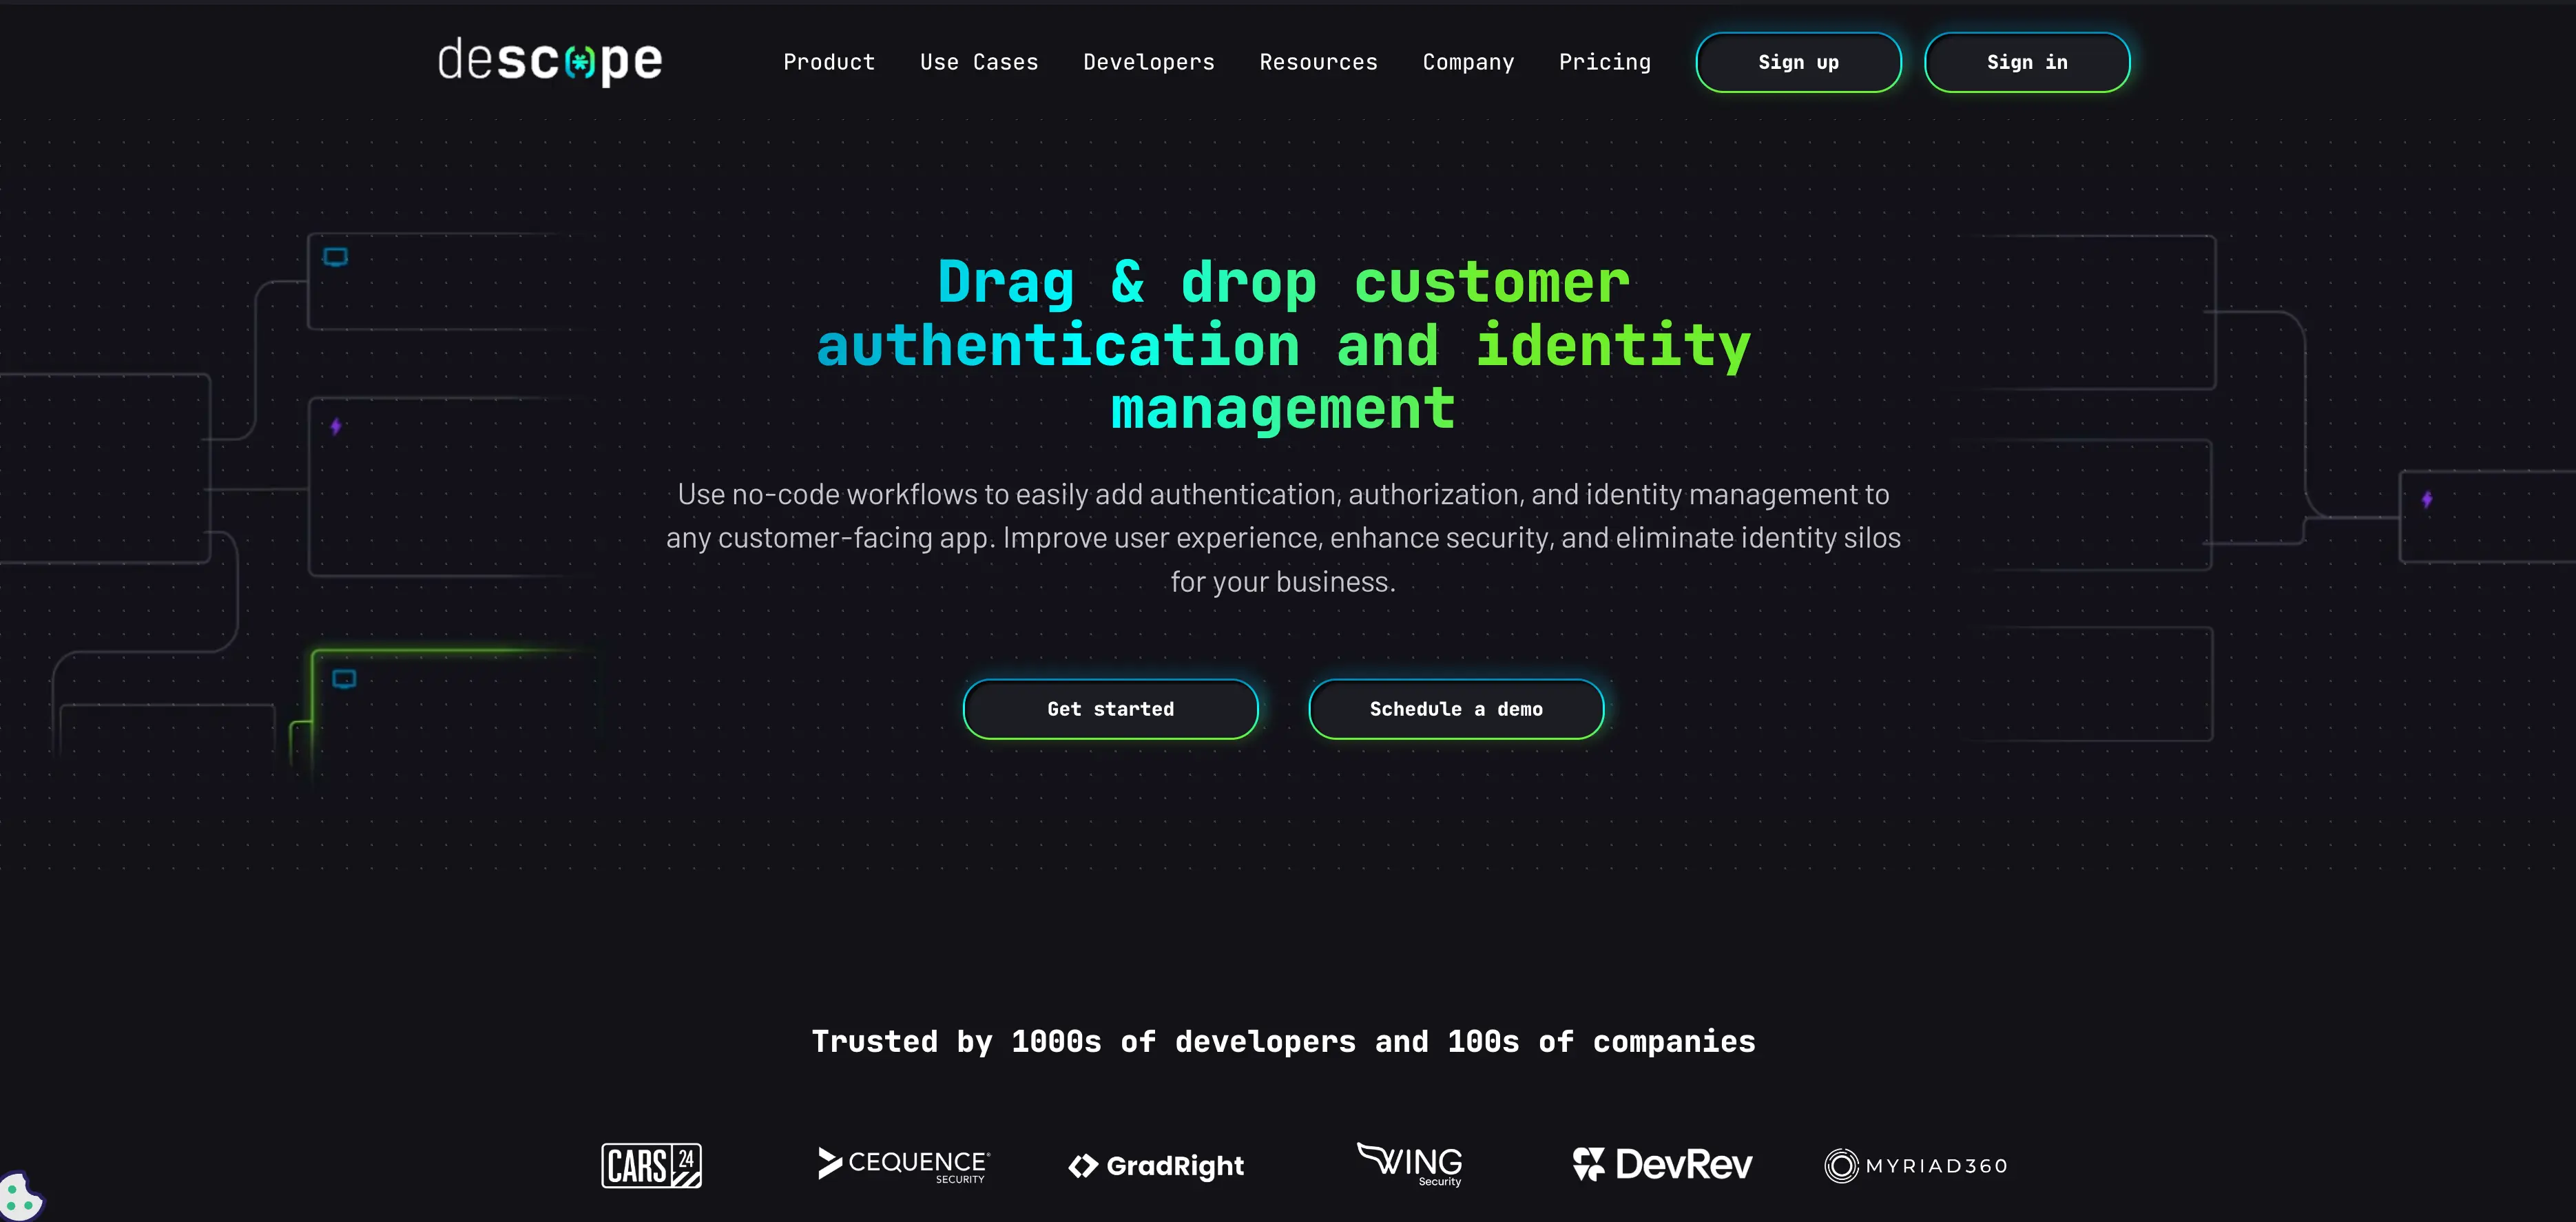 descope
Product
Use Cases
Developers
Resources
Company
Pricing
Sign up
Sign in
Drag & drop customer
authentication and identity
management
Use no-code workflows to easily add authentication, authorization, and identity management to
any customer-facing app. Improve user experience, enhance security, and eliminate identity silos
for your business.
Get started
Schedule a demo
Trusted by 1000s of developers and 100s of companies
CARS 24
CEQUENCE
SECURITY
GradRight
WING
Security
DevRev
MYRIAD360